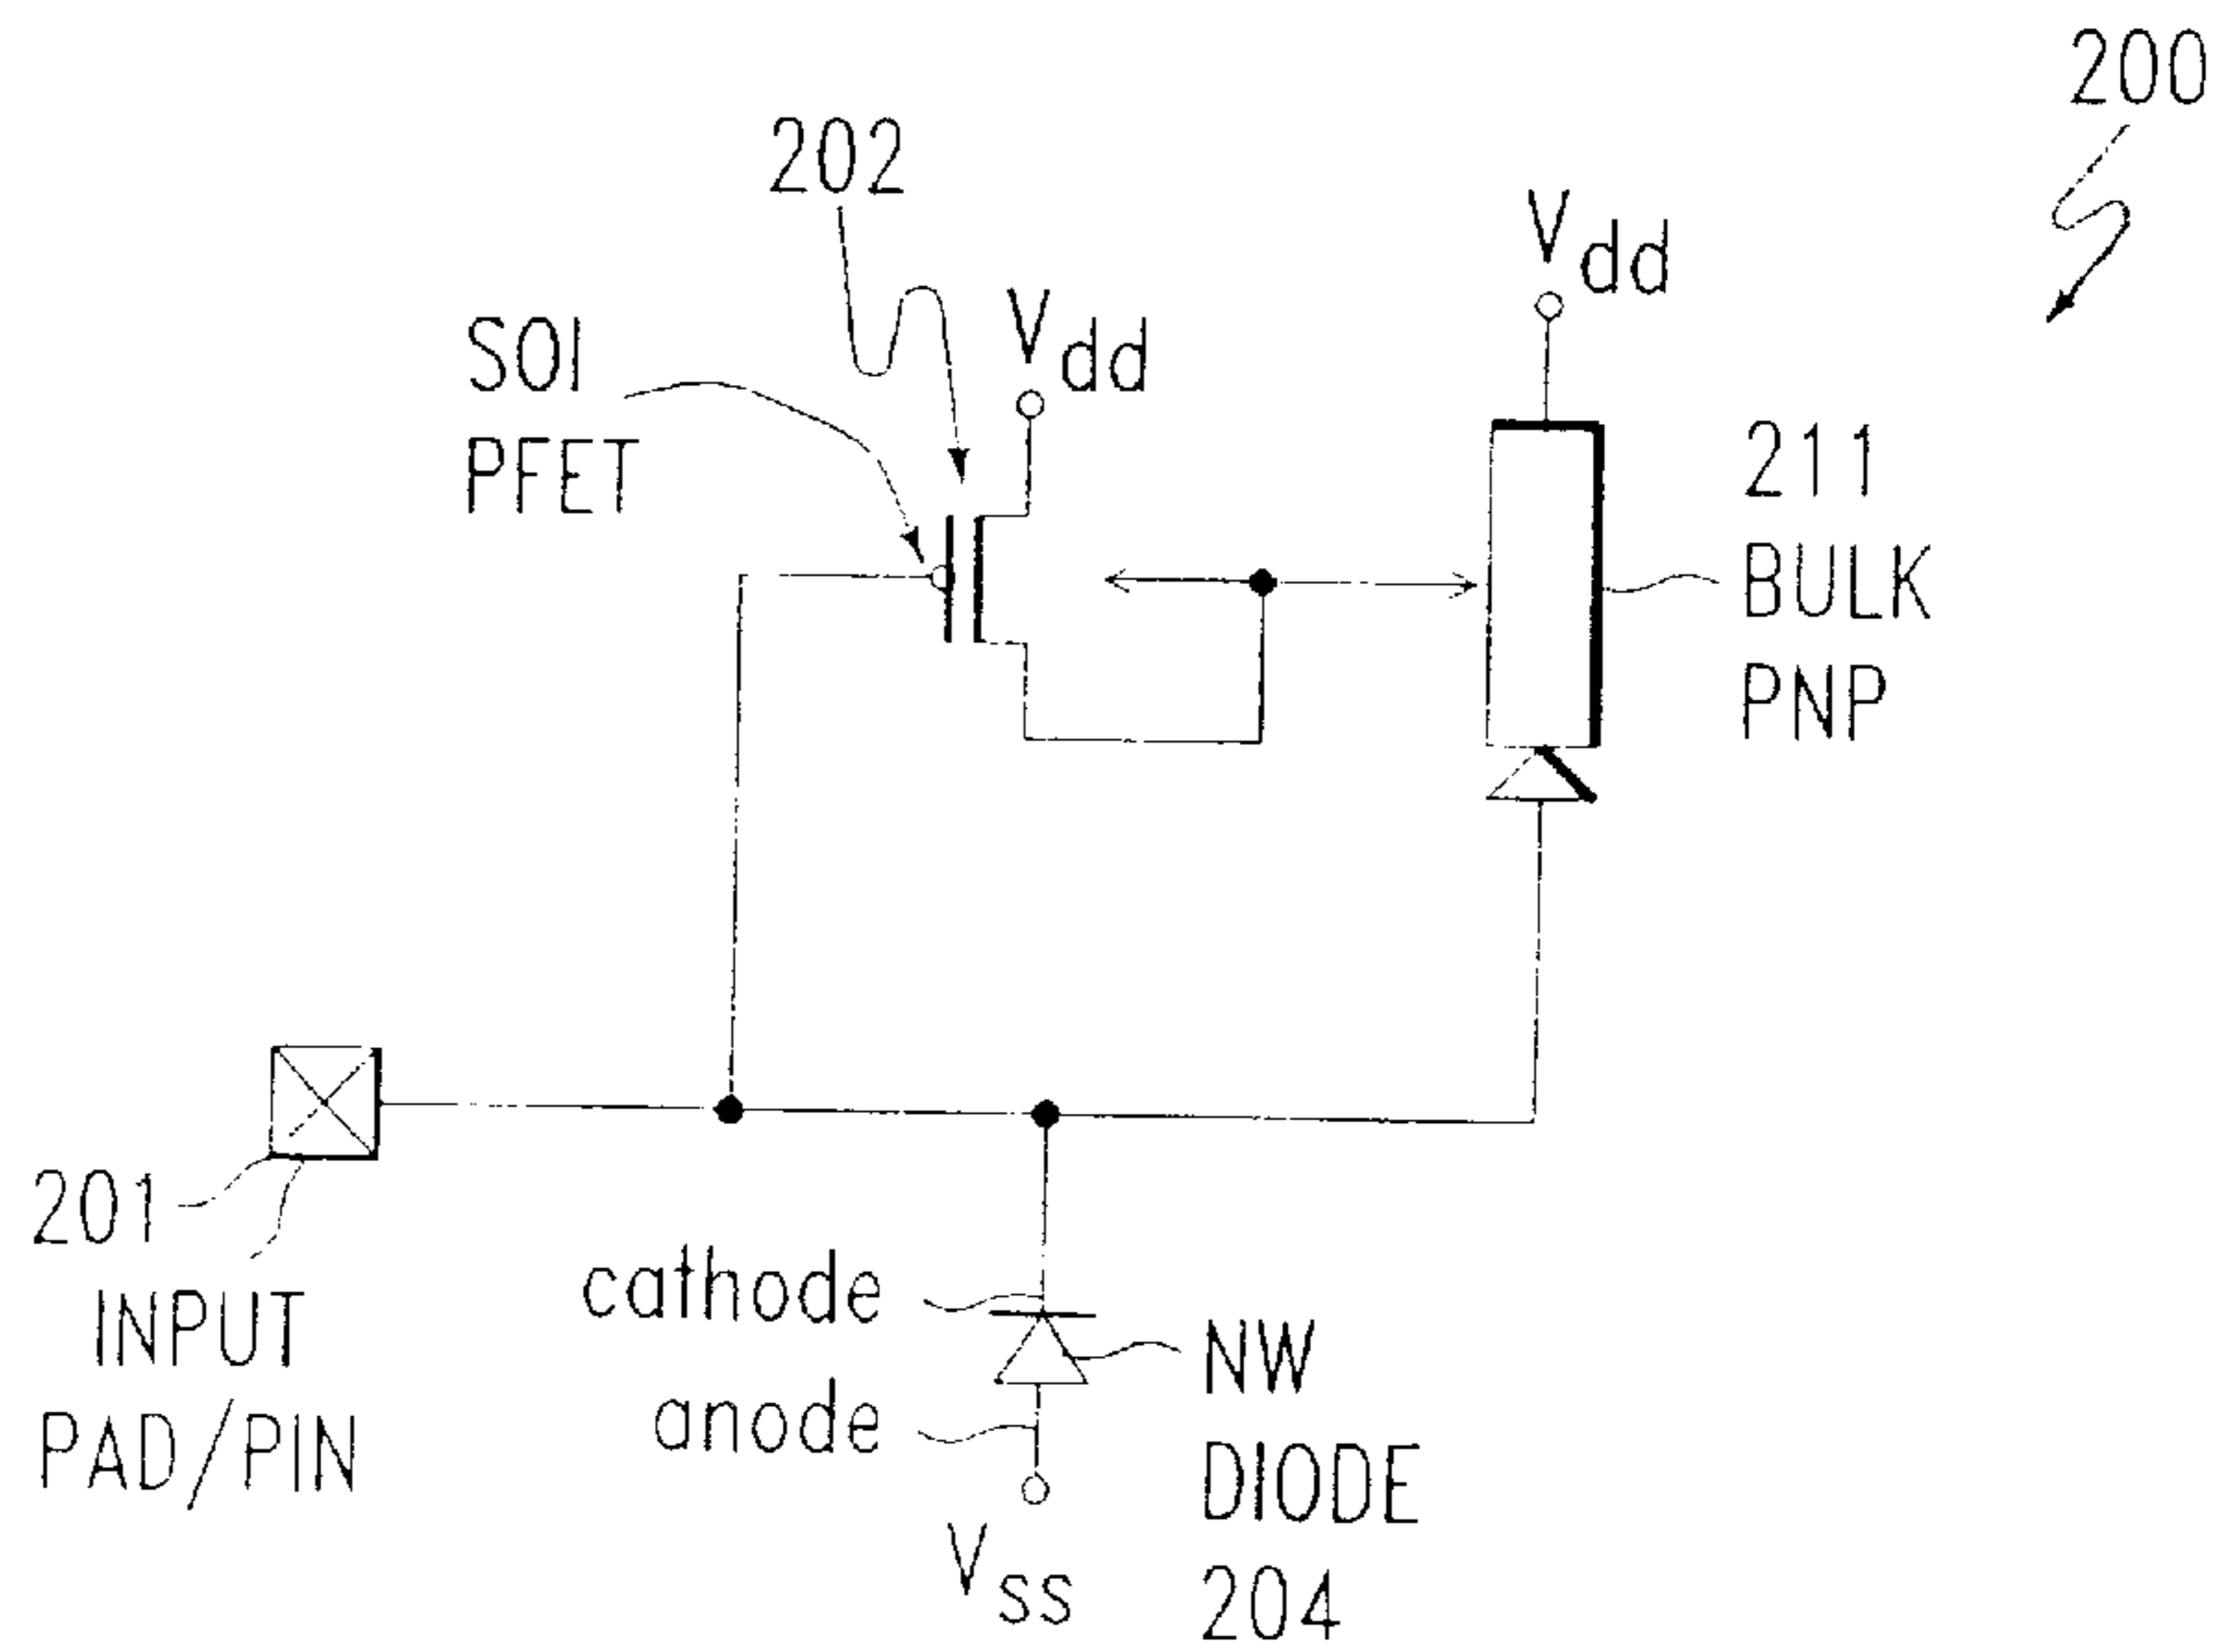 200
202
Vdd
SOI
PFET
Vdd
211
BULK
PNP
201
INPUT
PAD/PIN
cathode
anode
NW
DIODE
204
Vss